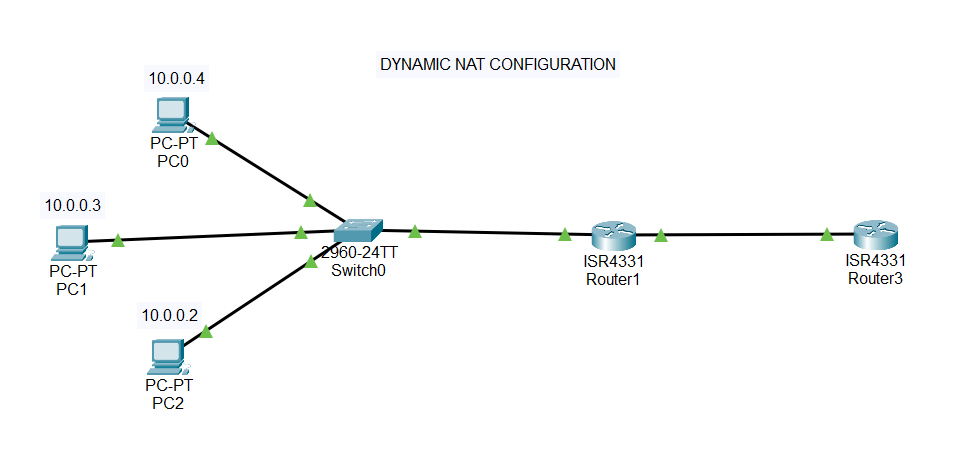 DYNAMIC NAT CONFIGURATION
10.0.0.4
PC-PT
PC0
10.0.0.3
PC-PT
PC1
10.0.0.2
PC-PT
PC2
2960-24TT
Switch0
ISR4331
Router1
ISR4331
Router3